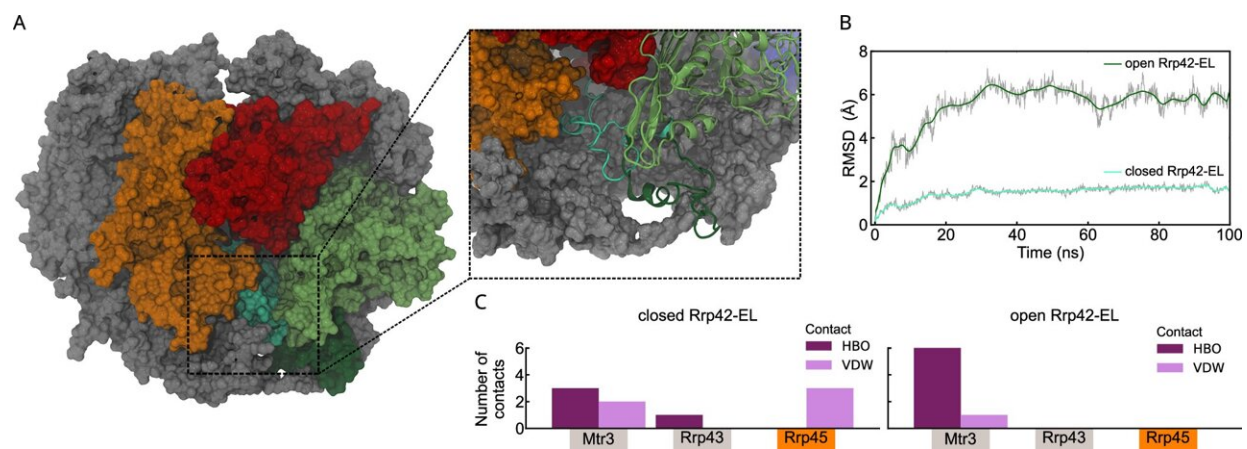 A
B
8
6
4
2
0
RMSD (Å)
open Rrp42-EL
closed Rrp42-EL
0 20 40 60 80 100
Time (ns)
C
closed Rrp42-EL
Contact
HBO
VDW
6
4
2
0
Number of
contacts
Mtr3 Rrp43 Rrp45
open Rrp42-EL
Contact
HBO
VDW
Mtr3 Rrp43 Rrp45